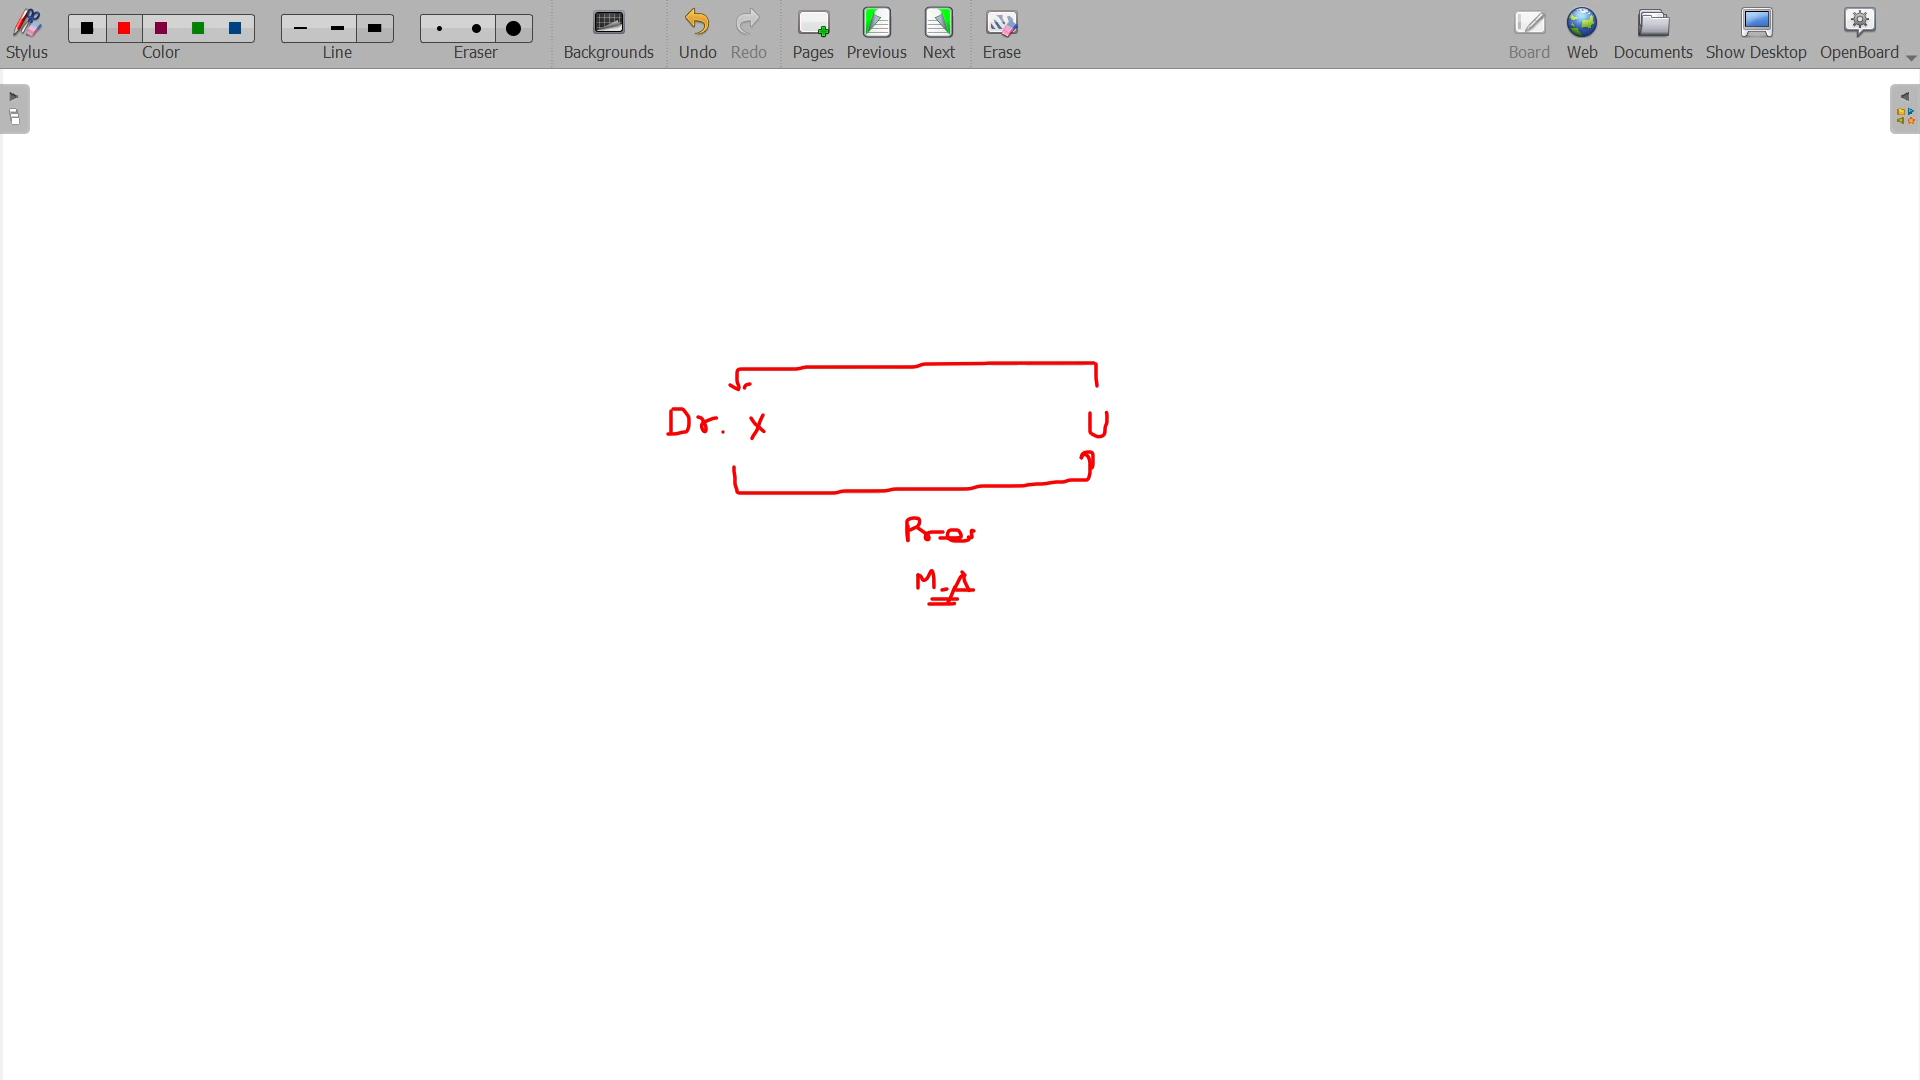 Stylus Color Line Eraser Backgrounds Undo Redo Pages Previous Next Erase Board Web Documents Show Desktop OpenBoard
Dr. X U
M.A